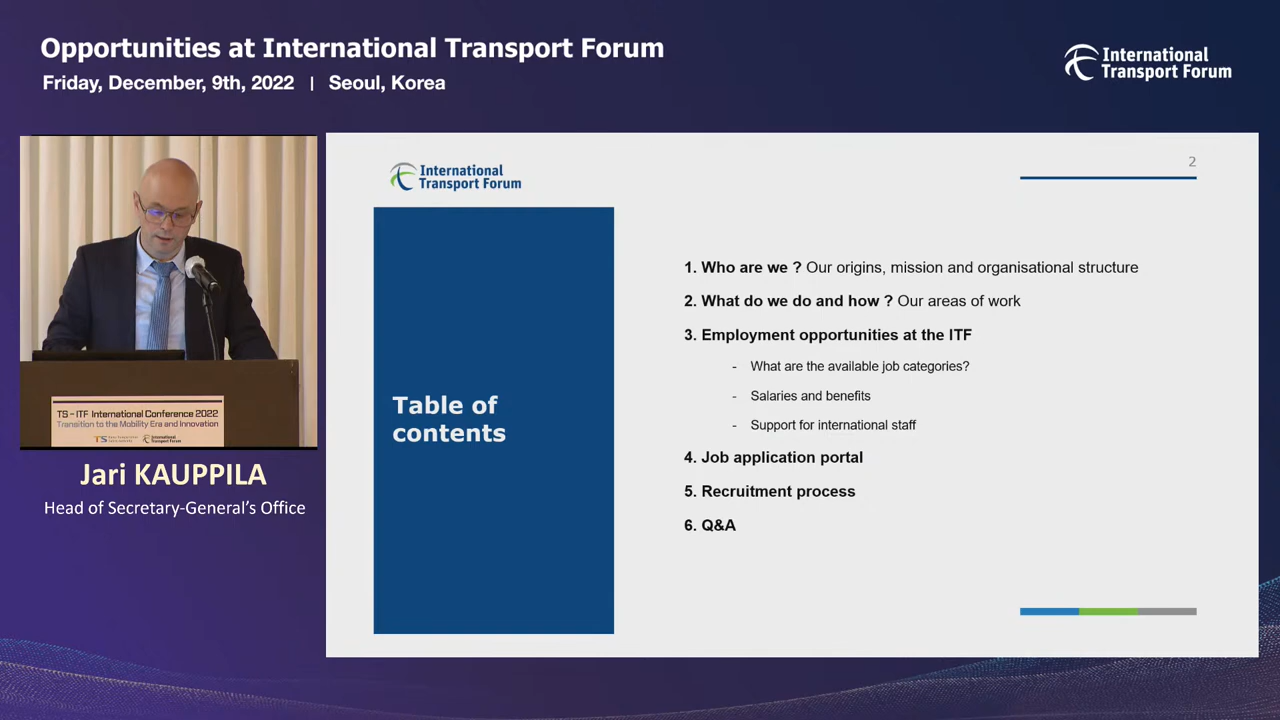 Opportunities at International Transport Forum
Friday, December, 9th, 2022 | Seoul, Korea
International
Transport Forum
International
Transport Forum
2
Table of
contents
1. Who are we ? Our origins, mission and organisational structure
2. What do we do and how ? Our areas of work
3. Employment opportunities at the ITF
- What are the available job categories?
- Salaries and benefits
- Support for international staff
4. Job application portal
5. Recruitment process
6. Q&A
TS – ITF International Conference 2022
Transition to the Mobility Era and Innovation
TS
International
Transport Forum
Jari KAUPPILA
Head of Secretary-General's Office